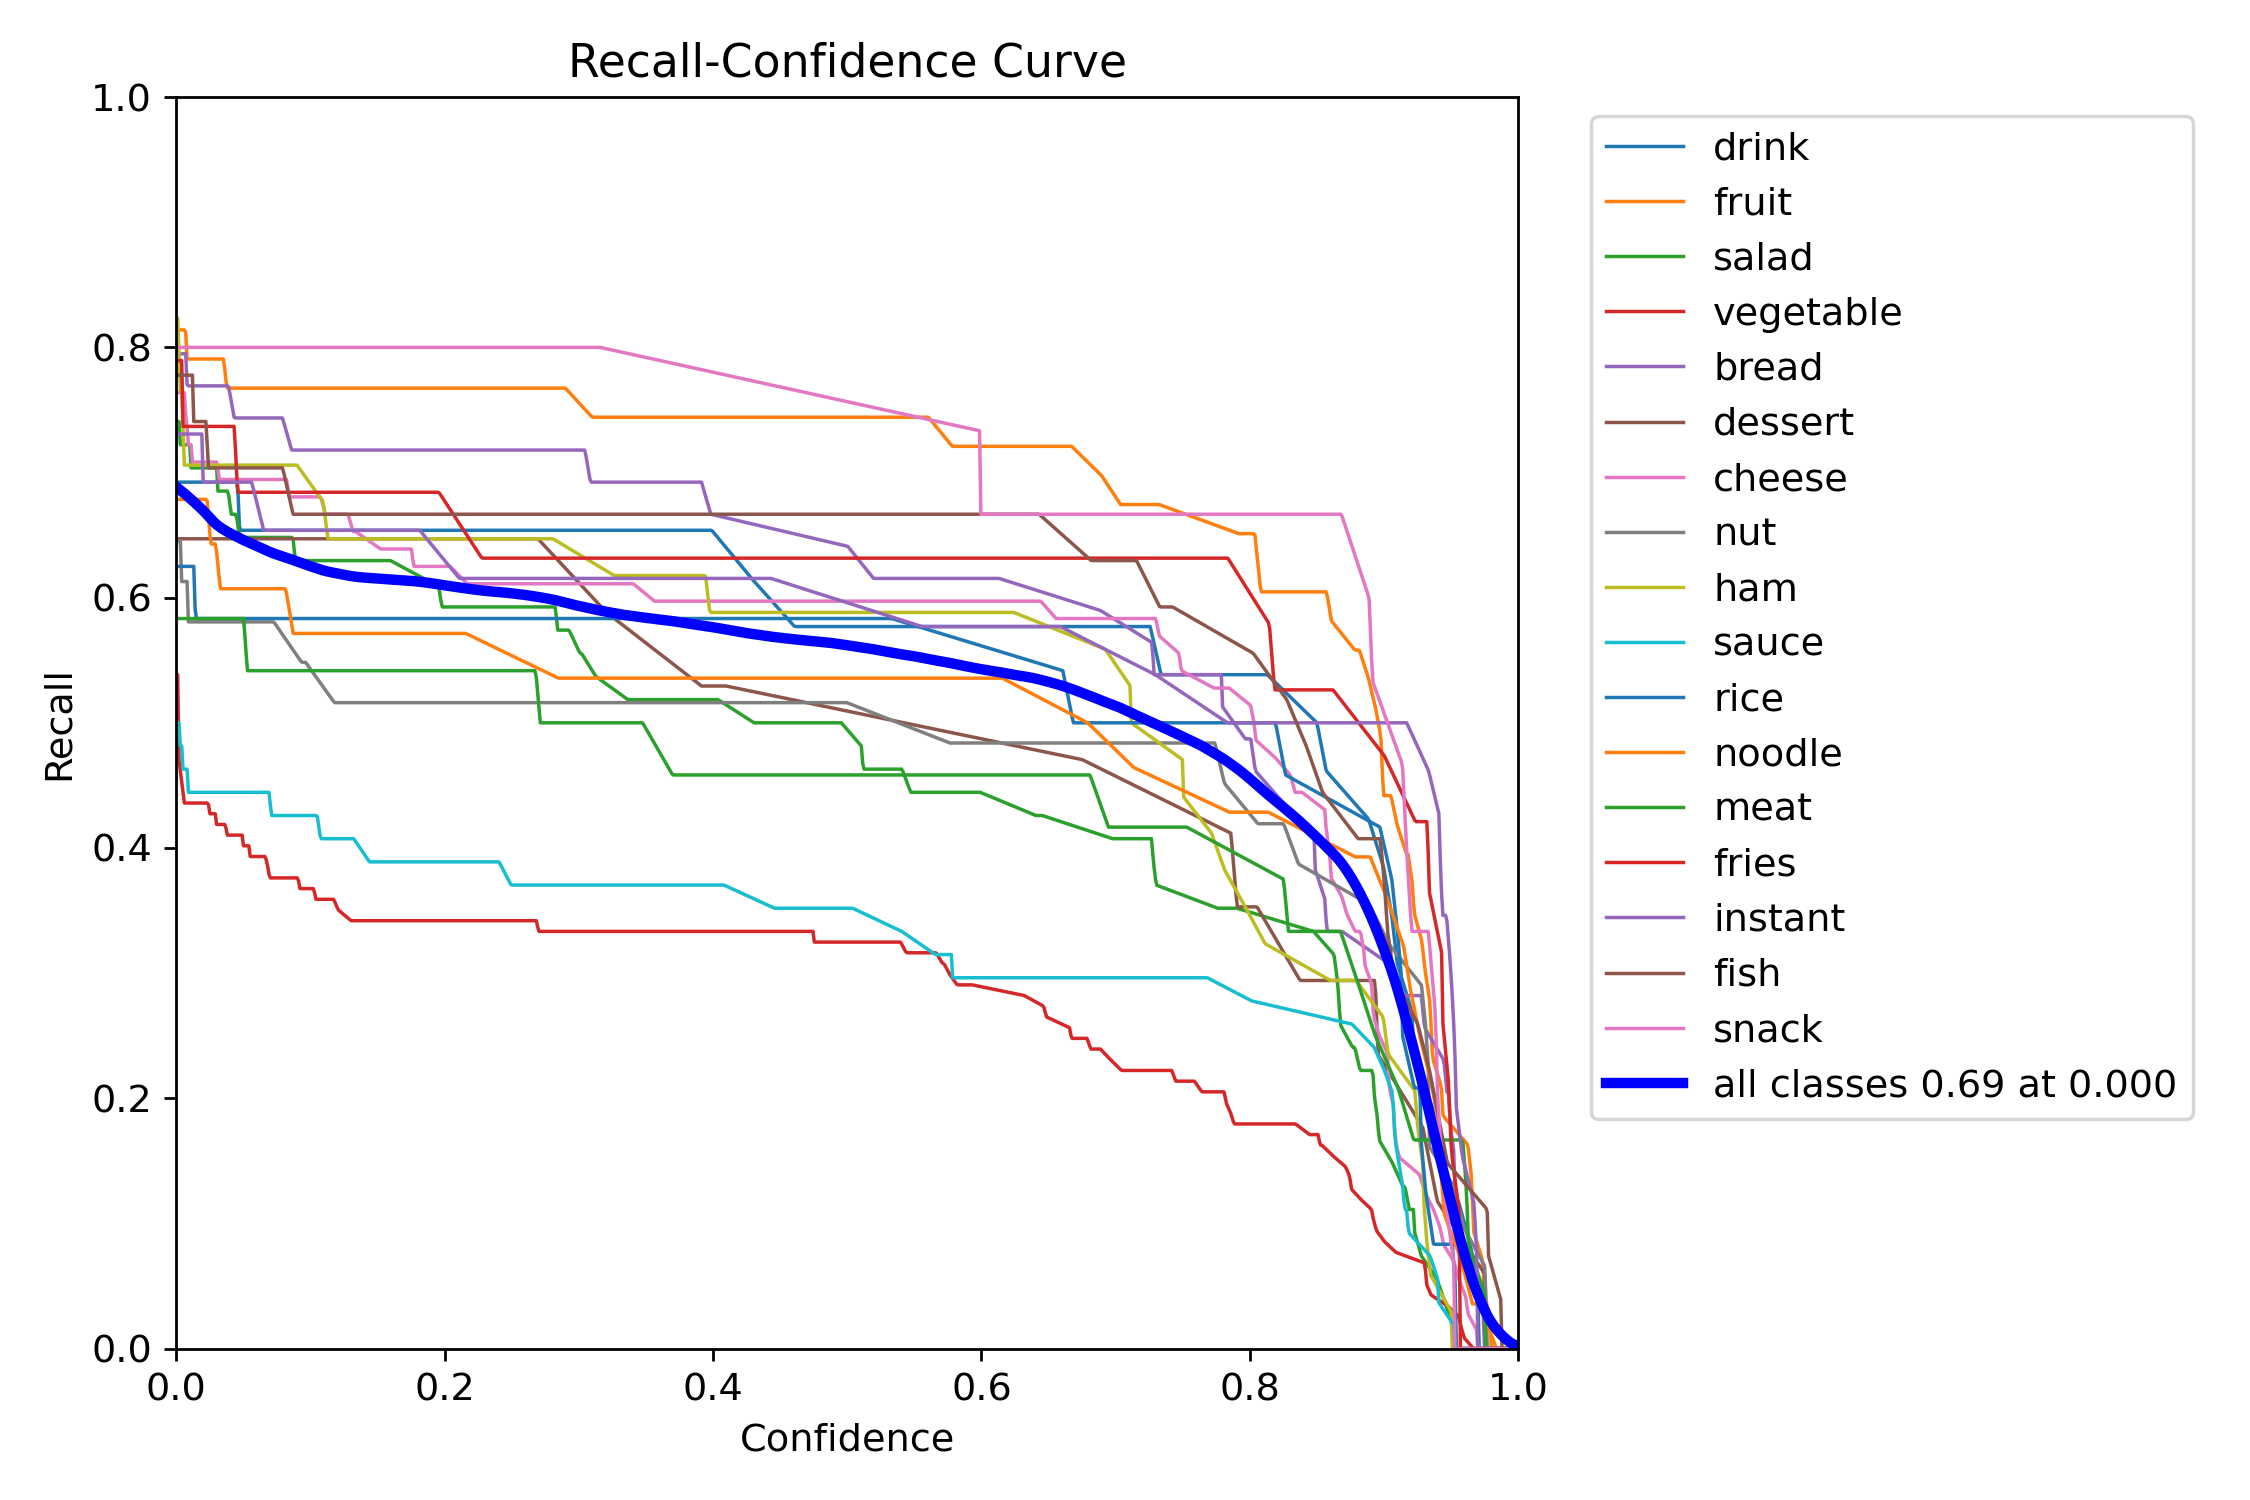 Recall-Confidence Curve
1.0
0.8
0.6
0.4
0.2
0.0
Recall
0.0 0.2 0.4 0.6 0.8 1.0
Confidence
drink
fruit
salad
vegetable
bread
dessert
cheese
nut
ham
sauce
rice
noodle
meat
fries
instant
fish
snack
all classes 0.69 at 0.000